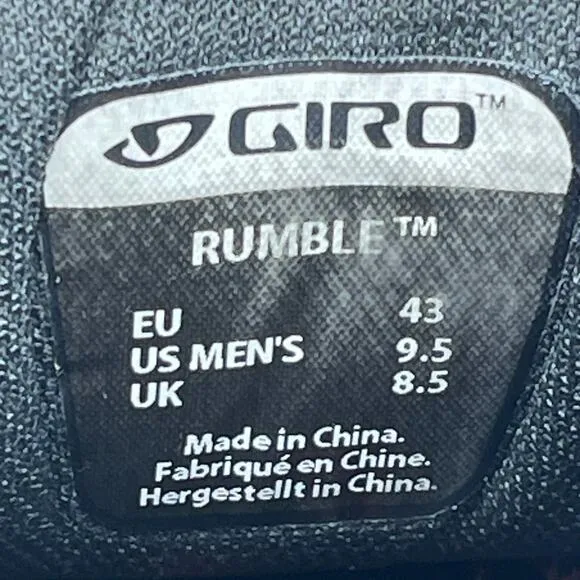 GIRO™
RUMBLE™
EU 43
US MEN'S 9.5
UK 8.5
Made in China.
Fabriqué en Chine.
Hergestellt in China.